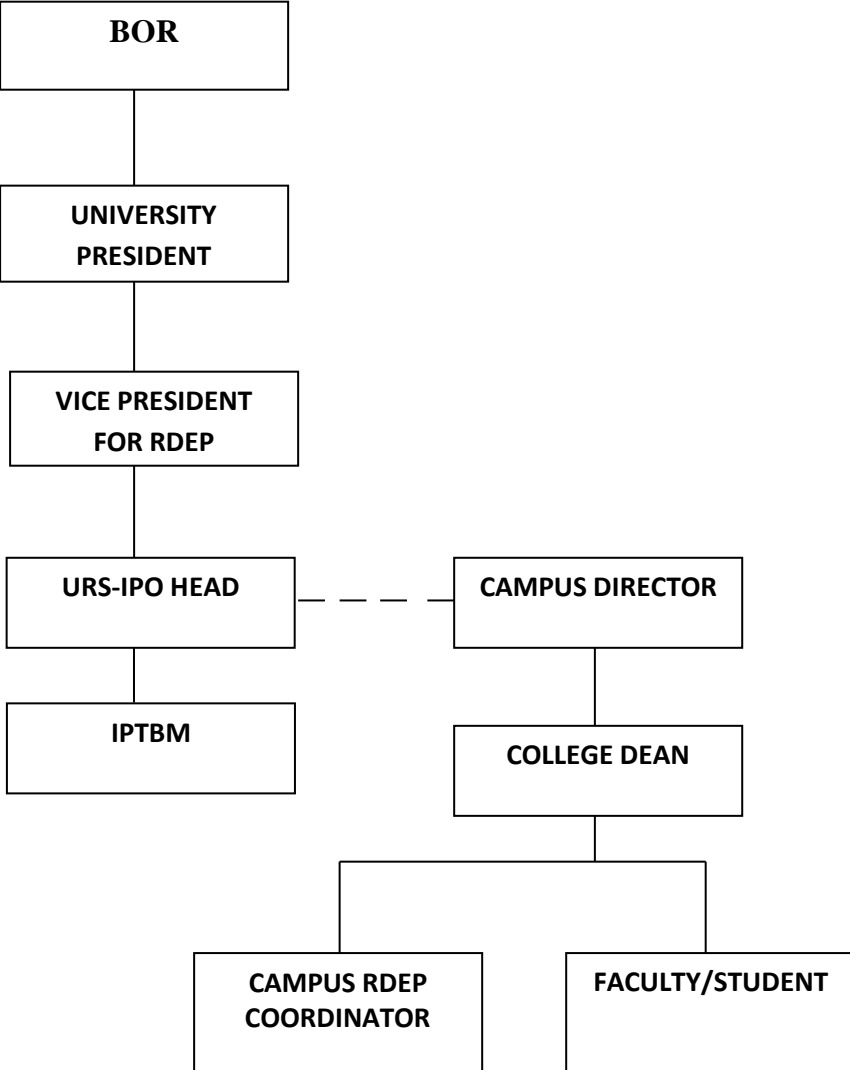 BOR
UNIVERSITY
PRESIDENT
VICE PRESIDENT
FOR RDEP
URS-IPO HEAD
CAMPUS DIRECTOR
IPTBM
COLLEGE DEAN
CAMPUS RDEP
COORDINATOR
FACULTY/STUDENT